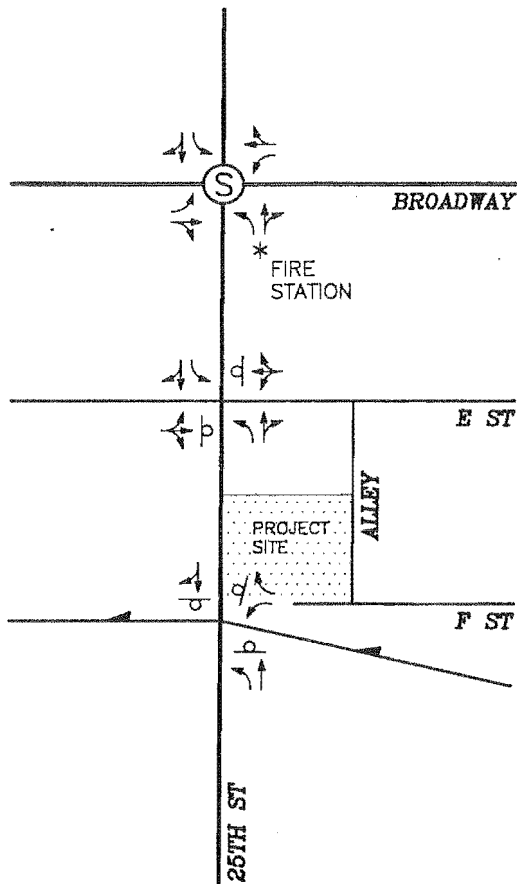 S
BROADWAY
FIRE
STATION
E ST
ALLEY
PROJECT
SITE
F ST
25TH ST